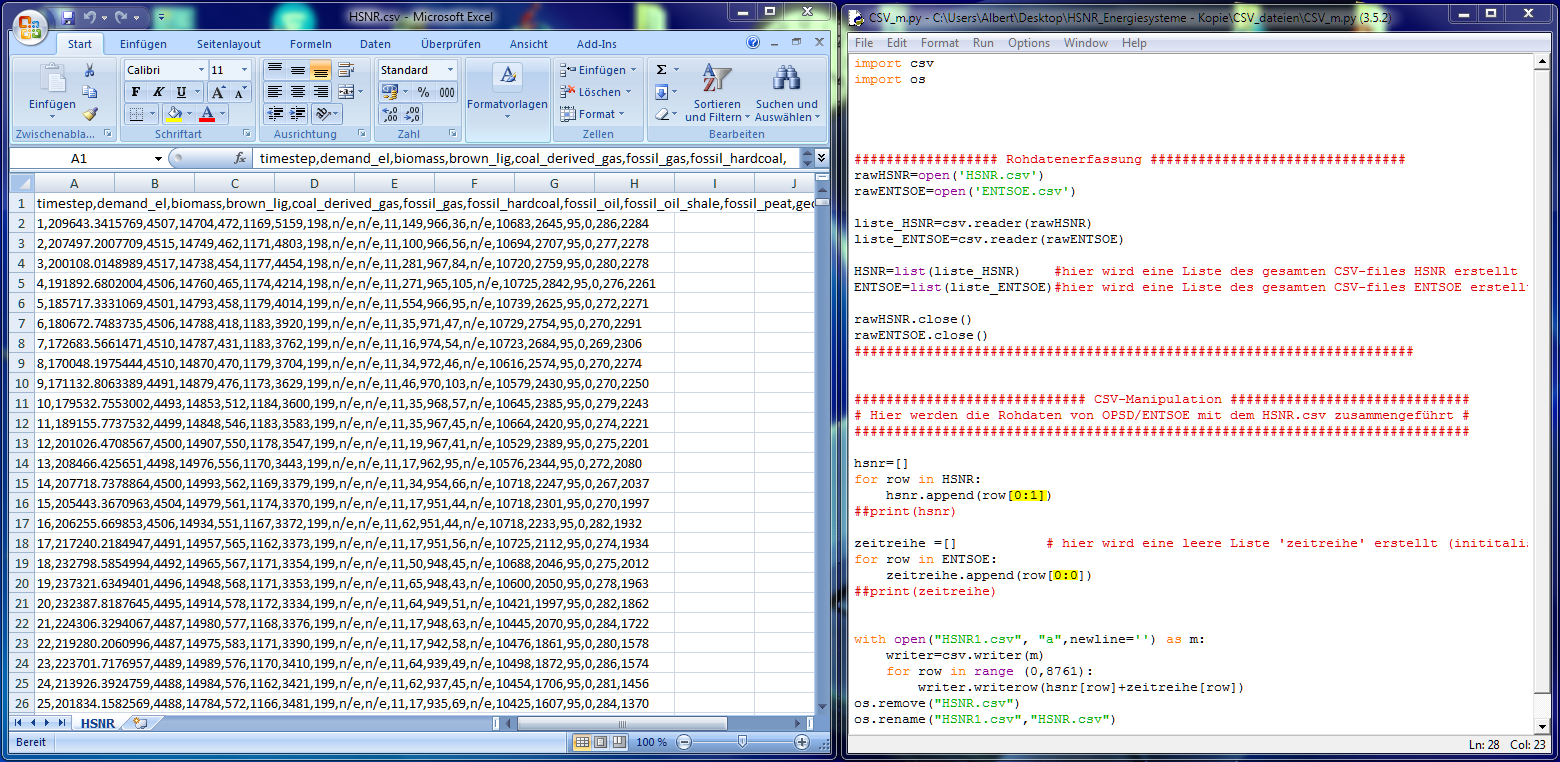 HSNR.csv - Microsoft Excel
Start Einfügen Seitenlayout Formeln Daten Überprüfen Ansicht Add-Ins
Einfügen
Calibri 11
F K U A A
Standard
% 000
Formatvorlagen
Einfügen
Löschen
Format
Σ
Sortieren und Filtern
Suchen und Auswählen
Zwischenabla... Schriftart Ausrichtung Zahl Zellen Bearbeiten
A1 fx timestep,demand_el,biomass,brown_lig,coal_derived_gas,fossil_gas,fossil_hardcoal,
A B C D E F G H I J
1 timestep,demand_el,biomass,brown_lig,coal_derived_gas,fossil_gas,fossil_hardcoal,fossil_oil,fossil_oil_shale,fossil_peat,geo
2 1,209643.3415769,4507,14704,472,1169,5159,198,n/e,n/e,11,149,966,36,n/e,10683,2645,95,0,286,2284
3 2,207497.2007709,4515,14749,462,1171,4803,198,n/e,n/e,11,100,966,56,n/e,10694,2707,95,0,277,2278
4 3,200108.0148989,4517,14738,454,1177,4454,198,n/e,n/e,11,281,967,84,n/e,10720,2759,95,0,280,2278
5 4,191892.6802004,4506,14760,465,1174,4214,198,n/e,n/e,11,271,965,105,n/e,10725,2842,95,0,276,2261
6 5,185717.3331069,4501,14793,458,1179,4014,199,n/e,n/e,11,554,966,95,n/e,10739,2625,95,0,272,2271
7 6,180672.7483735,4506,14788,418,1183,3920,199,n/e,n/e,11,35,971,47,n/e,10729,2754,95,0,270,2291
8 7,172683.5661471,4510,14787,431,1183,3762,199,n/e,n/e,11,16,974,54,n/e,10723,2684,95,0,269,2306
9 8,170048.1975444,4510,14870,470,1179,3704,199,n/e,n/e,11,34,972,46,n/e,10616,2574,95,0,270,2274
10 9,171132.8063389,4491,14879,476,1173,3629,199,n/e,n/e,11,46,970,103,n/e,10579,2430,95,0,270,2250
11 10,179532.7553002,4493,14853,512,1184,3600,199,n/e,n/e,11,35,968,57,n/e,10645,2385,95,0,279,2243
12 11,189155.7737532,4499,14848,546,1183,3583,199,n/e,n/e,11,35,967,45,n/e,10664,2420,95,0,274,2221
13 12,201026.4708567,4500,14907,550,1178,3547,199,n/e,n/e,11,19,967,41,n/e,10529,2389,95,0,275,2201
14 13,208466.425651,4498,14976,556,1170,3443,199,n/e,n/e,11,17,962,95,n/e,10576,2344,95,0,272,2080
15 14,207718.7378864,4500,14993,562,1169,3379,199,n/e,n/e,11,34,954,66,n/e,10718,2247,95,0,267,2037
16 15,205443.3670963,4504,14979,561,1174,3370,199,n/e,n/e,11,17,951,44,n/e,10718,2301,95,0,270,1997
17 16,206255.669853,4506,14934,551,1167,3372,199,n/e,n/e,11,62,951,44,n/e,10718,2233,95,0,282,1932
18 17,217240.2184947,4491,14957,565,1162,3373,199,n/e,n/e,11,17,951,56,n/e,10725,2112,95,0,274,1934
19 18,232798.5854994,4492,14965,567,1171,3354,199,n/e,n/e,11,50,948,45,n/e,10688,2046,95,0,275,2012
20 19,237321.6349401,4496,14948,568,1171,3353,199,n/e,n/e,11,65,948,43,n/e,10600,2050,95,0,278,1963
21 20,232387.8187645,4495,14914,578,1172,3334,199,n/e,n/e,11,64,949,51,n/e,10421,1997,95,0,282,1862
22 21,224306.3294067,4487,14980,577,1168,3376,199,n/e,n/e,11,17,948,63,n/e,10445,2070,95,0,284,1722
23 22,219280.2060996,4487,14975,583,1171,3390,199,n/e,n/e,11,17,942,58,n/e,10476,1861,95,0,280,1578
24 23,223701.7176957,4489,14989,576,1170,3410,199,n/e,n/e,11,64,939,49,n/e,10498,1872,95,0,286,1574
25 24,213926.3924759,4488,14984,576,1162,3421,199,n/e,n/e,11,62,937,45,n/e,10454,1706,95,0,281,1456
26 25,201834.1582569,4488,14784,572,1166,3481,199,n/e,n/e,11,17,935,69,n/e,10425,1607,95,0,284,1370
HSNR
Bereit 100 %
CSV_m.py - C:\Users\Albert\Desktop\HSNR_Energiesysteme - Kopie\CSV_dateien\CSV_m.py (3.5.2)
File Edit Format Run Options Window Help
import csv
import os
################## Rohdatenerfassung ################################
rawHSNR=open('HSNR.csv')
rawENTSOE=open('ENTSOE.csv')
liste_HSNR=csv.reader(rawHSNR)
liste_ENTSOE=csv.reader(rawENTSOE)
HSNR=list(liste_HSNR) #hier wird eine Liste des gesamten CSV-files HSNR erstellt
ENTSOE=list(liste_ENTSOE)#hier wird eine Liste des gesamten CSV-files ENTSOE erstell
rawHSNR.close()
rawENTSOE.close()
######################################################################
############################# CSV-Manipulation ##############################
# Hier werden die Rohdaten von OPSD/ENTSOE mit dem HSNR.csv zusammengeführt #
#############################################################################
hsnr=[]
for row in HSNR:
hsnr.append(row[0:1])
##print(hsnr)
zeitreihe =[] # hier wird eine leere Liste 'zeitreihe' erstellt (inititali
for row in ENTSOE:
zeitreihe.append(row[0:0])
##print(zeitreihe)
with open("HSNR1.csv", "a",newline='') as m:
writer=csv.writer(m)
for row in range (0,8761):
writer.writerow(hsnr[row]+zeitreihe[row])
os.remove("HSNR.csv")
os.rename("HSNR1.csv","HSNR.csv")
Ln: 28 Col: 23